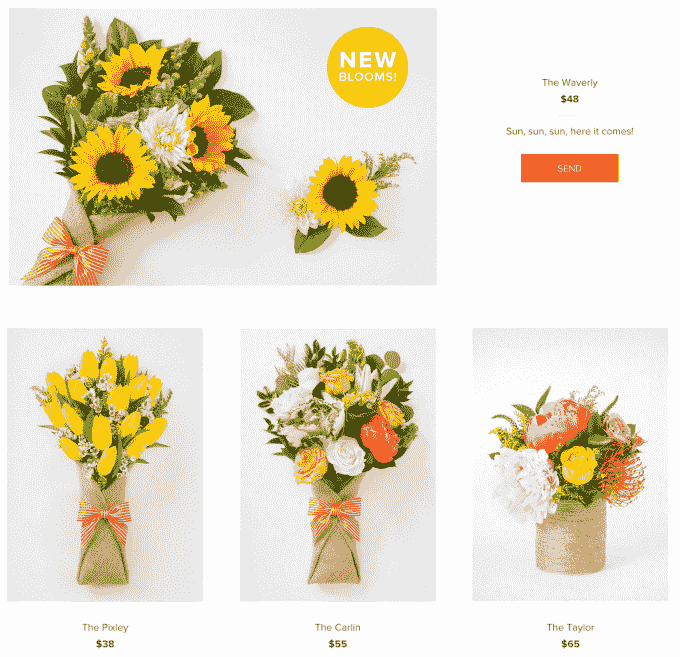 NEW
BLOOMS!
The Waverly
$48
Sun, sun, sun, here it comes!
SEND
The Pixley
$38
The Carlin
$55
The Taylor
$65